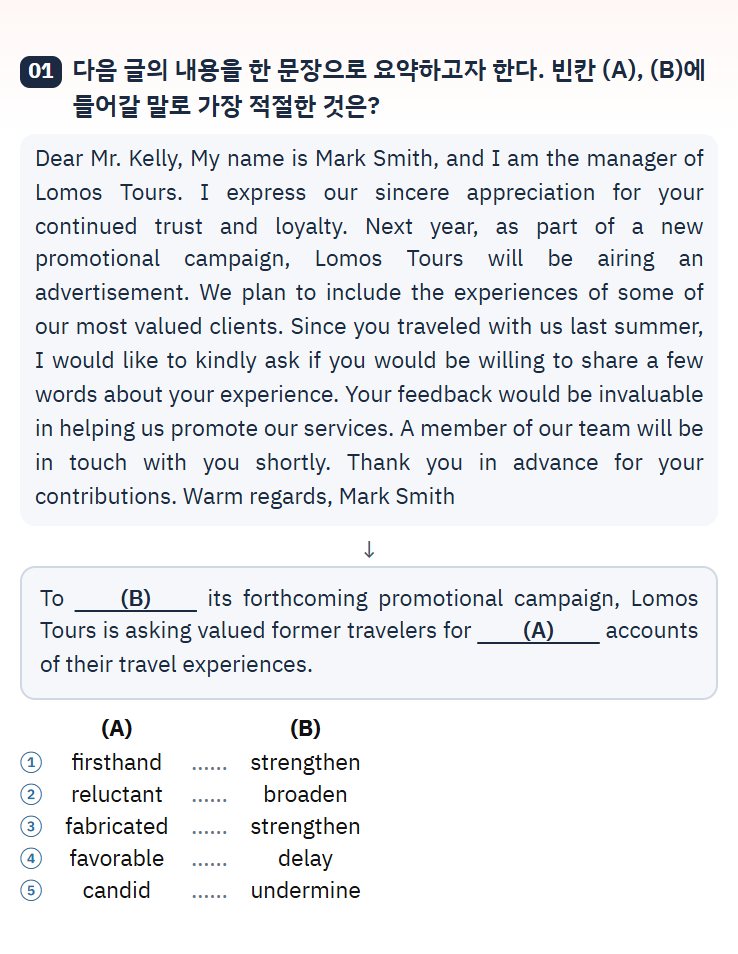 01 다음 글의 내용을 한 문장으로 요약하고자 한다. 빈칸 (A), (B)에
들어갈 말로 가장 적절한 것은?
Dear Mr. Kelly, My name is Mark Smith, and I am the manager of
Lomos Tours. I express our sincere appreciation for your
continued trust and loyalty. Next year, as part of a new
promotional campaign, Lomos Tours will be airing an
advertisement. We plan to include the experiences of some of
our most valued clients. Since you traveled with us last summer,
I would like to kindly ask if you would be willing to share a few
words about your experience. Your feedback would be invaluable
in helping us promote our services. A member of our team will be
in touch with you shortly. Thank you in advance for your
contributions. Warm regards, Mark Smith
↓
To (B) its forthcoming promotional campaign, Lomos
Tours is asking valued former travelers for (A) accounts
of their travel experiences.
(A) (B)
① firsthand ...... strengthen
② reluctant ...... broaden
③ fabricated ...... strengthen
④ favorable ...... delay
⑤ candid ...... undermine